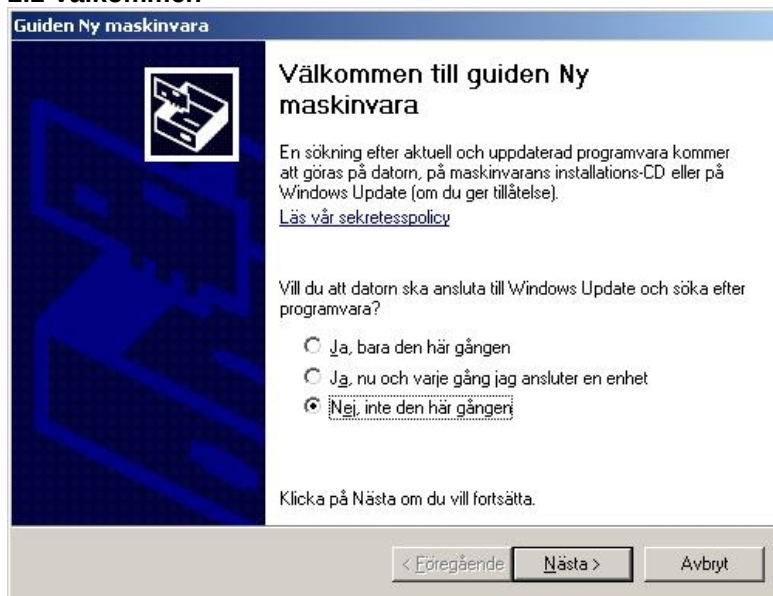 2.2 Välkommen
Guiden Ny maskinvara
Välkommen till guiden Ny
maskinvara
En sökning efter aktuell och uppdaterad programvara kommer
att göras på datorn, på maskinvarans installations-CD eller på
Windows Update (om du ger tillåtelse).
Läs vår sekretesspolicy
Vill du att datorn ska ansluta till Windows Update och söka efter
programvara?
Ja, bara den här gången
Ja, nu och varje gång jag ansluter en enhet
Nej, inte den här gången
Klicka på Nästa om du vill fortsätta.
< Föregående
Nästa >
Avbryt